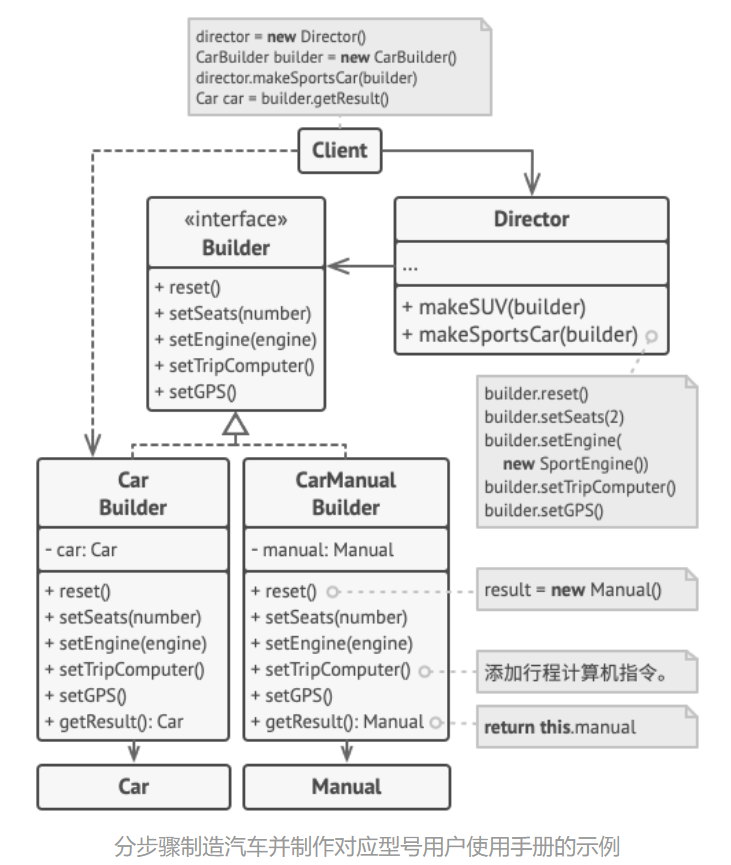 director = new Director()
CarBuilder builder = new CarBuilder()
director.makeSportsCar(builder)
Car car = builder.getResult()
Client
«interface»
Builder
+ reset()
+ setSeats(number)
+ setEngine(engine)
+ setTripComputer()
+ setGPS()
Director
...
+ makeSUV(builder)
+ makeSportsCar(builder)
builder.reset()
builder.setSeats(2)
builder.setEngine(
new SportEngine())
builder.setTripComputer()
builder.setGPS()
Car
Builder
- car: Car
+ reset()
+ setSeats(number)
+ setEngine(engine)
+ setTripComputer()
+ setGPS()
+ getResult(): Car
CarManual
Builder
- manual: Manual
+ reset()
+ setSeats(number)
+ setEngine(engine)
+ setTripComputer()
+ setGPS()
+ getResult(): Manual
result = new Manual()
添加行程计算机指令。
return this.manual
Car
Manual
分步骤制造汽车并制作对应型号用户使用手册的示例